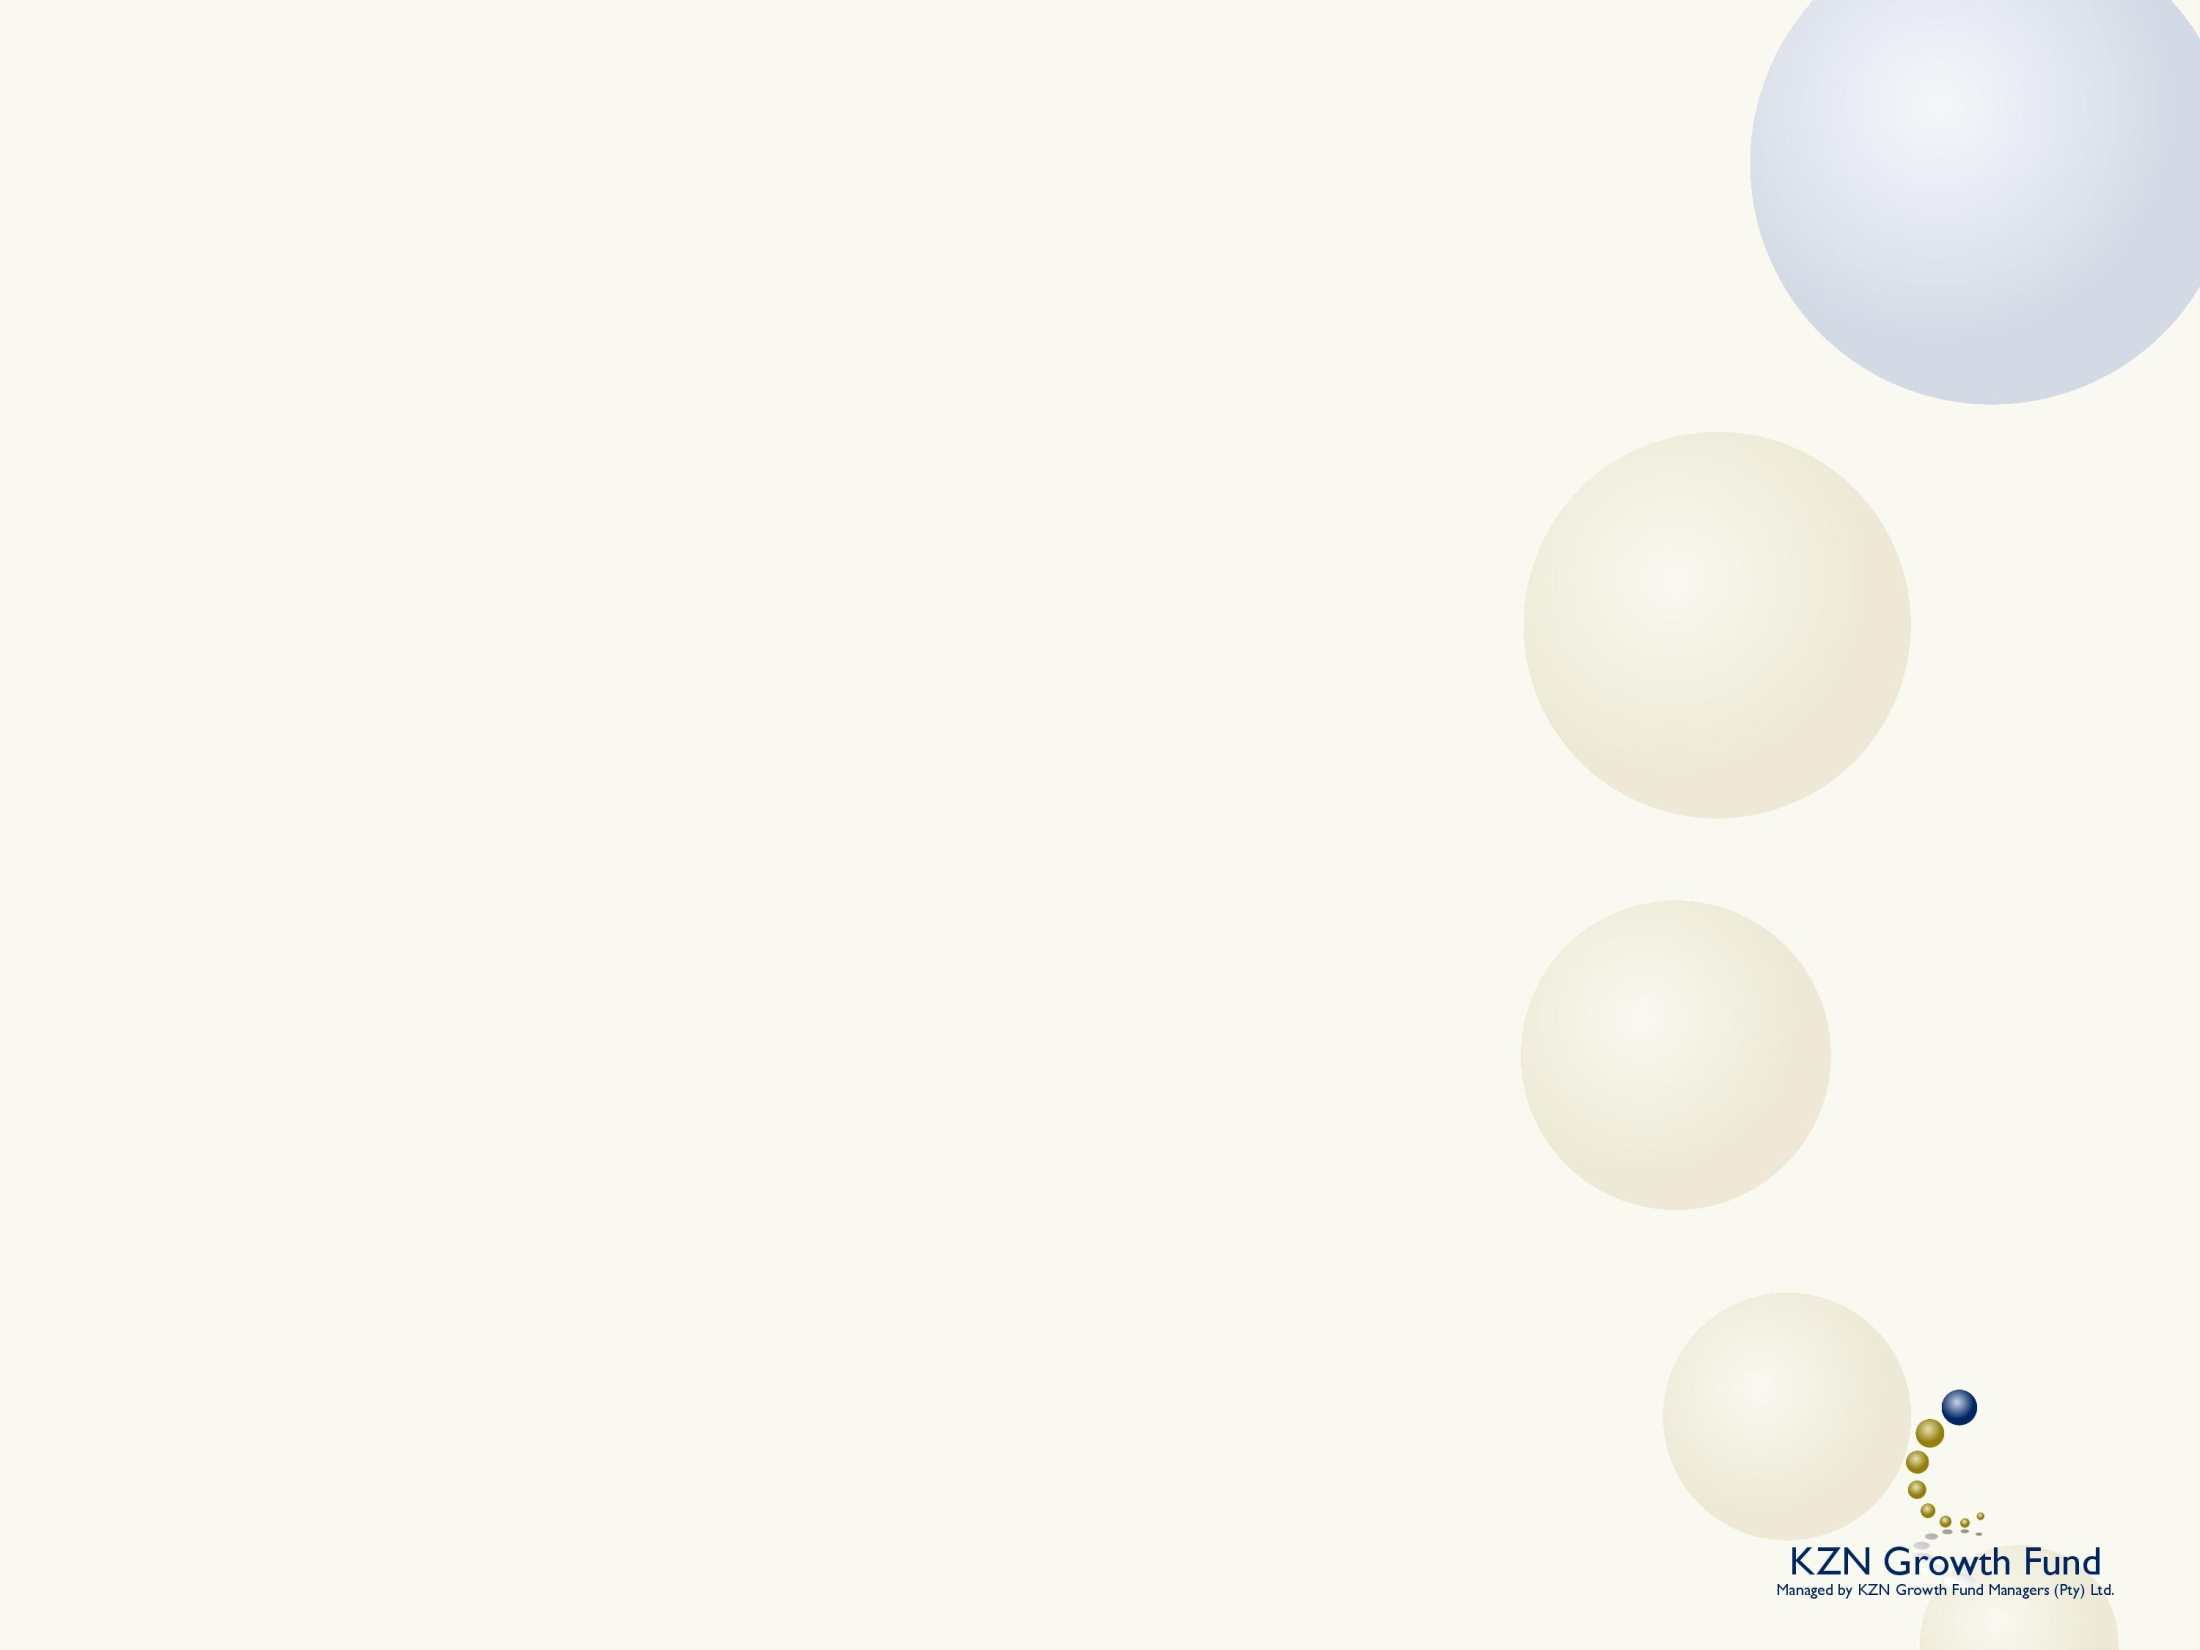 KZN Growth Fund
Managed by KZN Growth Fund Managers (Pty) Ltd.